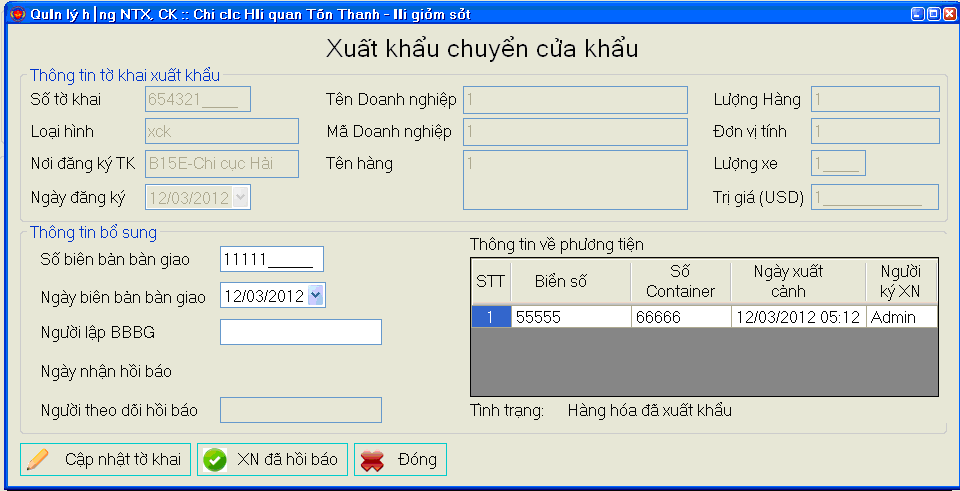 QuIn lý h|ng NTX, CK :: Chi cIc HIi quan Tõn Thanh - IIi giỏm sỏt
Xuất khẩu chuyển cửa khẩu
Thông tin tờ khai xuất khẩu
Số tờ khai 654321____ Tên Doanh nghiệp 1 Lượng Hàng 1
Loại hình xck Mã Doanh nghiệp 1 Đơn vị tính 1
Nơi đăng ký TK B15E-Chi cục Hải Tên hàng 1 Lượng xe 1____
Ngày đăng ký 12/03/2012 Trị giá (USD) 1___________
Thông tin bổ sung
Số biên bản bàn giao 11111_____
Ngày biên bản bàn giao 12/03/2012
Người lập BBBG
Ngày nhận hồi báo
Người theo dõi hồi báo
Thông tin về phương tiện
STT Biển số Số Container Ngày xuất cảnh Người ký XN
1 55555 66666 12/03/2012 05:12 Admin
Tình trạng: Hàng hóa đã xuất khẩu
Cập nhật tờ khai XN đã hồi báo Đóng